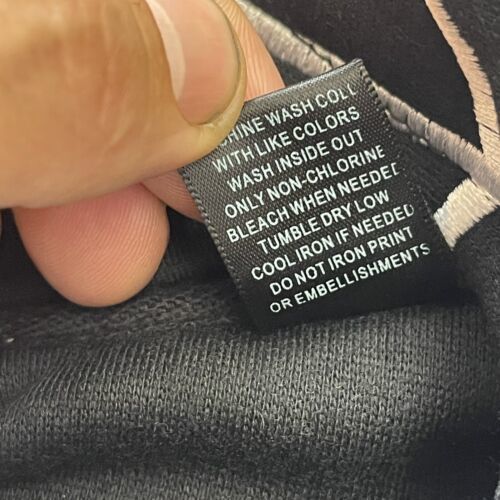 WASH COL
WITH LIKE COLORS
WASH INSIDE OUT
ONLY NON-CHLORINE
BLEACH WHEN NEEDED
TUMBLE DRY LOW
COOL IRON IF NEEDED
DO NOT IRON PRINT
OR EMBELLISHMENTS